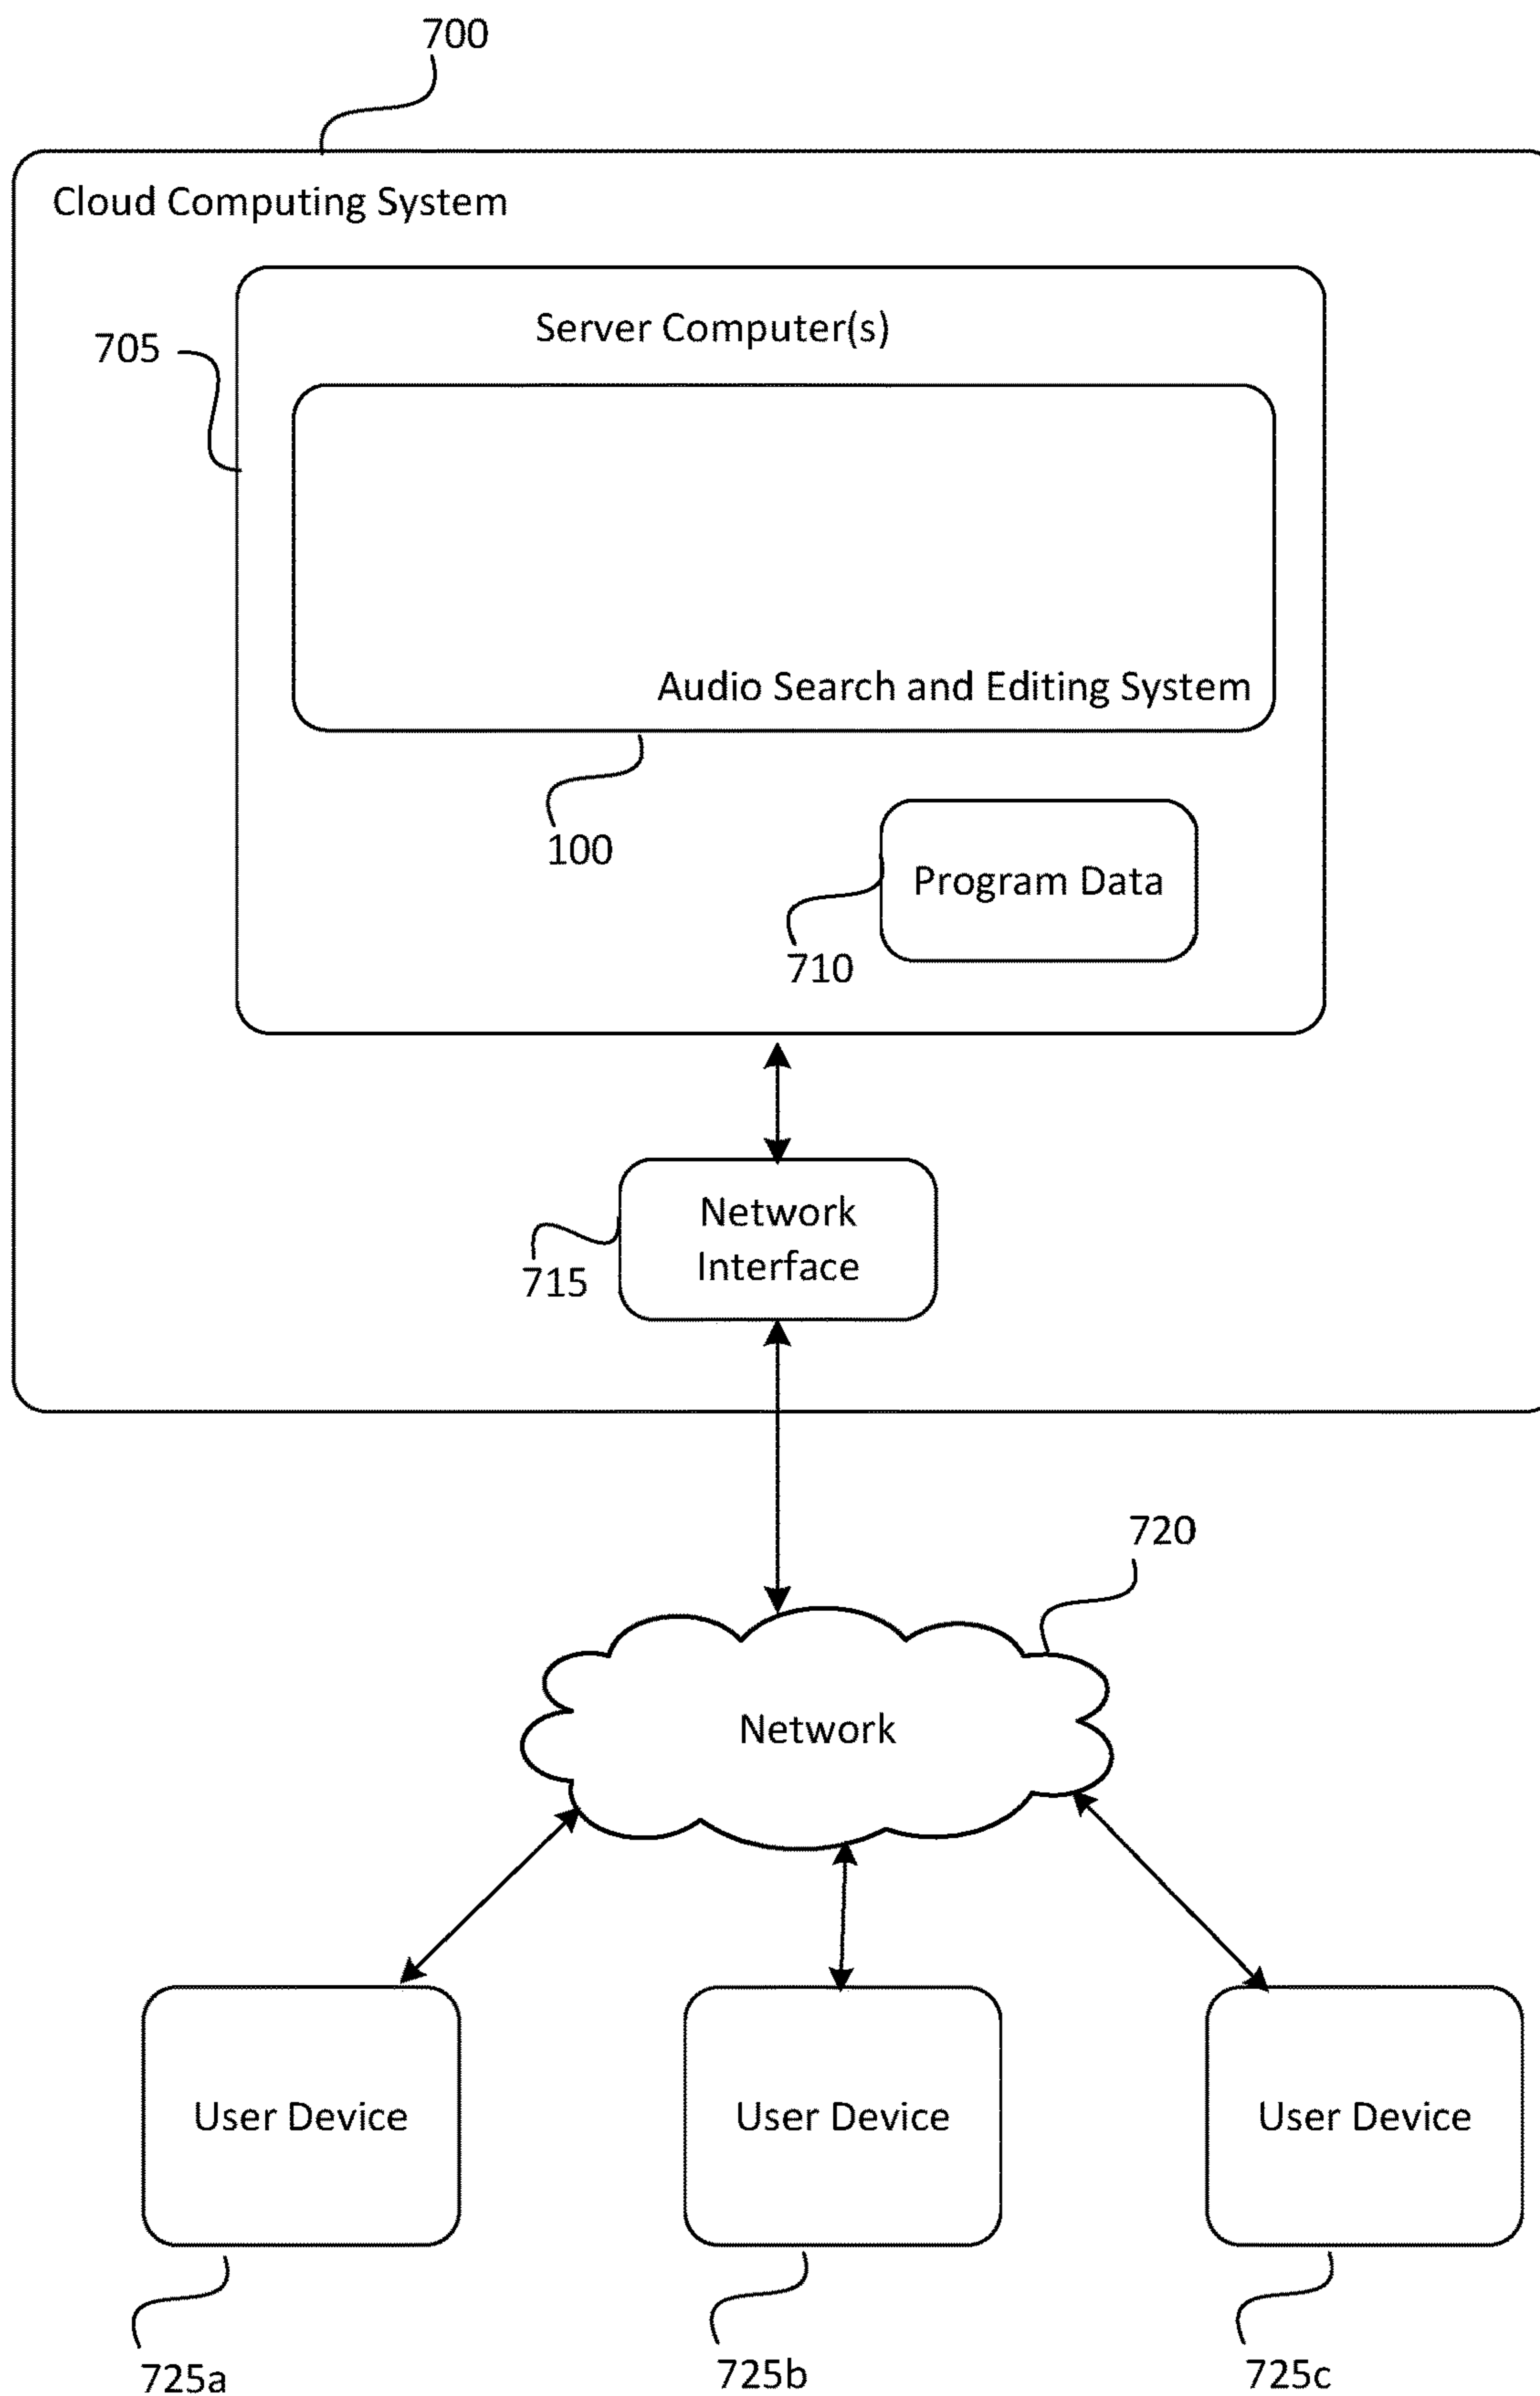 700
Cloud Computing System
Server Computer(s)
705
Audio Search and Editing System
100
Program Data
710
Network
Interface
715
720
Network
User Device
User Device
User Device
725a
725b
725c